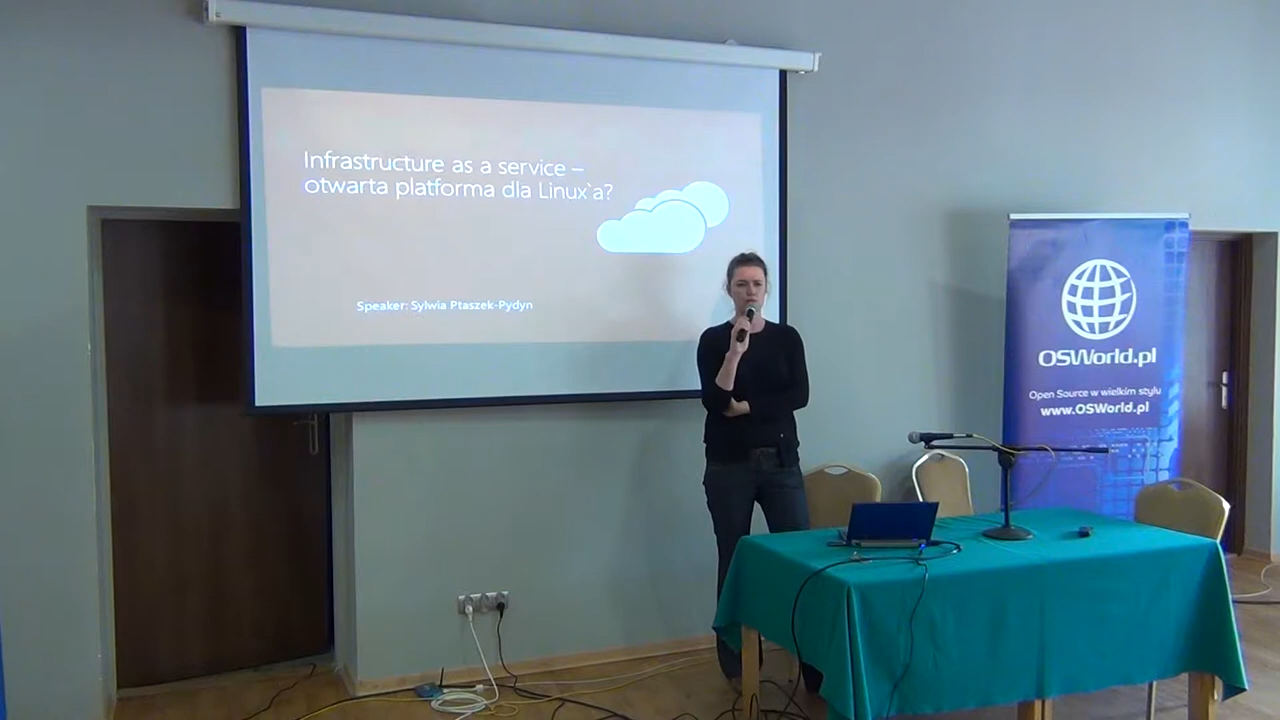 Infrastructure as a service –
otwarta platforma dla Linux`a?
Speaker: Sylwia Ptaszek-Pydyn
OSWorld.pl
Open Source w wielkim stylu
www.OSWorld.pl